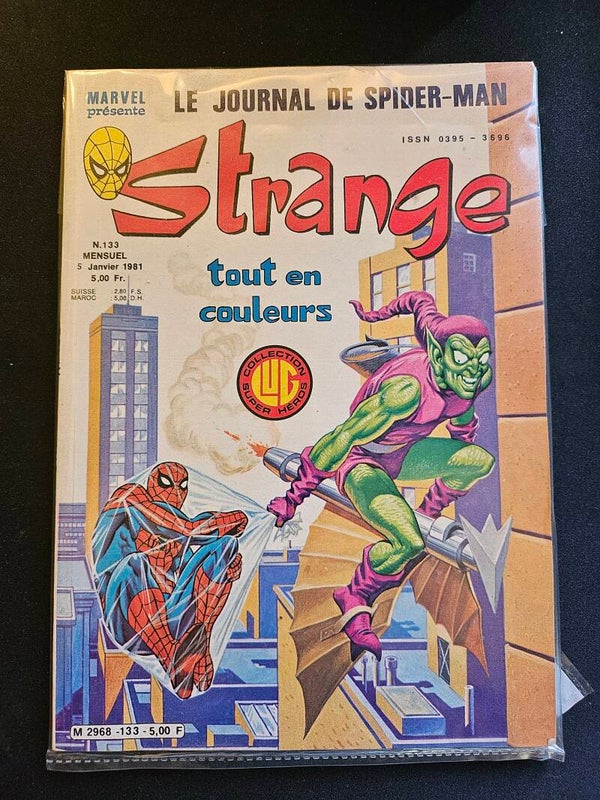 MARVEL
présente
LE JOURNAL DE SPIDER-MAN
ISSN 0395 - 3696
Strange
N.133
MENSUEL
5 Janvier 1981
5,00 Fr.
SUISSE : 2,80 F.S.
MAROC : 5,00 D.H.
tout en
couleurs
COLLECTION
LUG
SUPER HEROS
M 2968 - 133 - 5,00 F